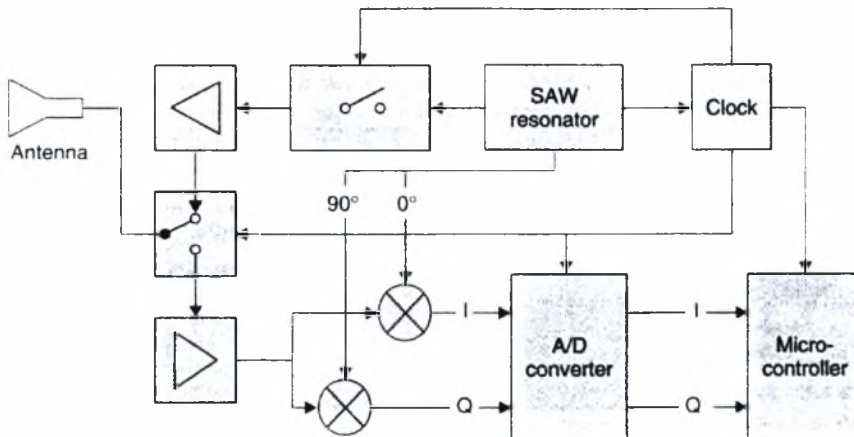 SAW
resonator
Clock
Antenna
90°
0°
I
A/D
converter
I
Micro-
controller
Q
Q